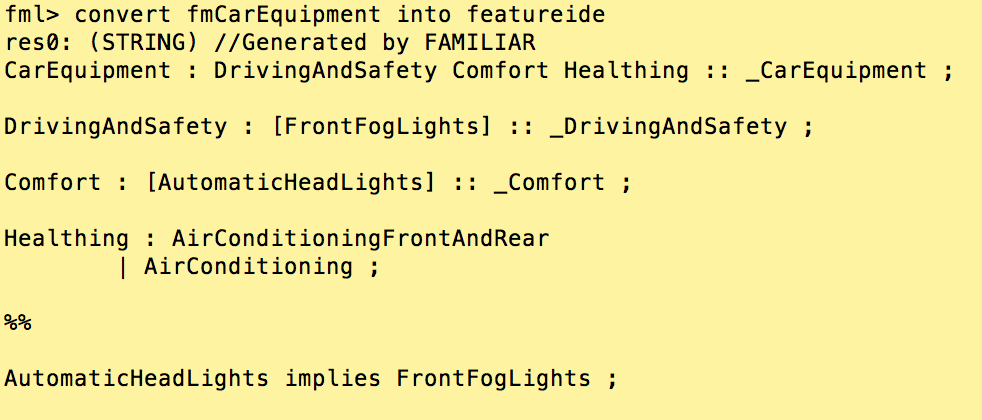 fml> convert fmCarEquipment into featureide
res0: (STRING) //Generated by FAMILIAR
CarEquipment : DrivingAndSafety Comfort Healthing :: _CarEquipment ;
DrivingAndSafety : [FrontFogLights] :: _DrivingAndSafety ;
Comfort : [AutomaticHeadLights] :: _Comfort ;
Healthing : AirConditioningFrontAndRear
| AirConditioning ;
%%
AutomaticHeadLights implies FrontFogLights ;